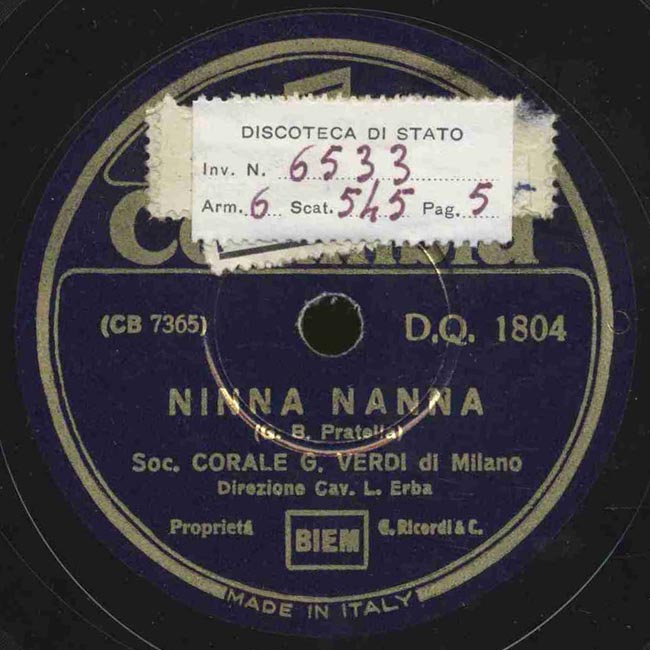 DISCOTECA DI STATO
Inv. N. 6533
Arm. 6 Scat. 545 Pag. 5
(CB 7365)
D.Q. 1804
NINNA NANNA
(G. B. Pratella)
Soc. CORALE G. VERDI di Milano
Direzione Cav. L. Erba
Proprietá BIEM G. Ricordi & C.
MADE IN ITALY